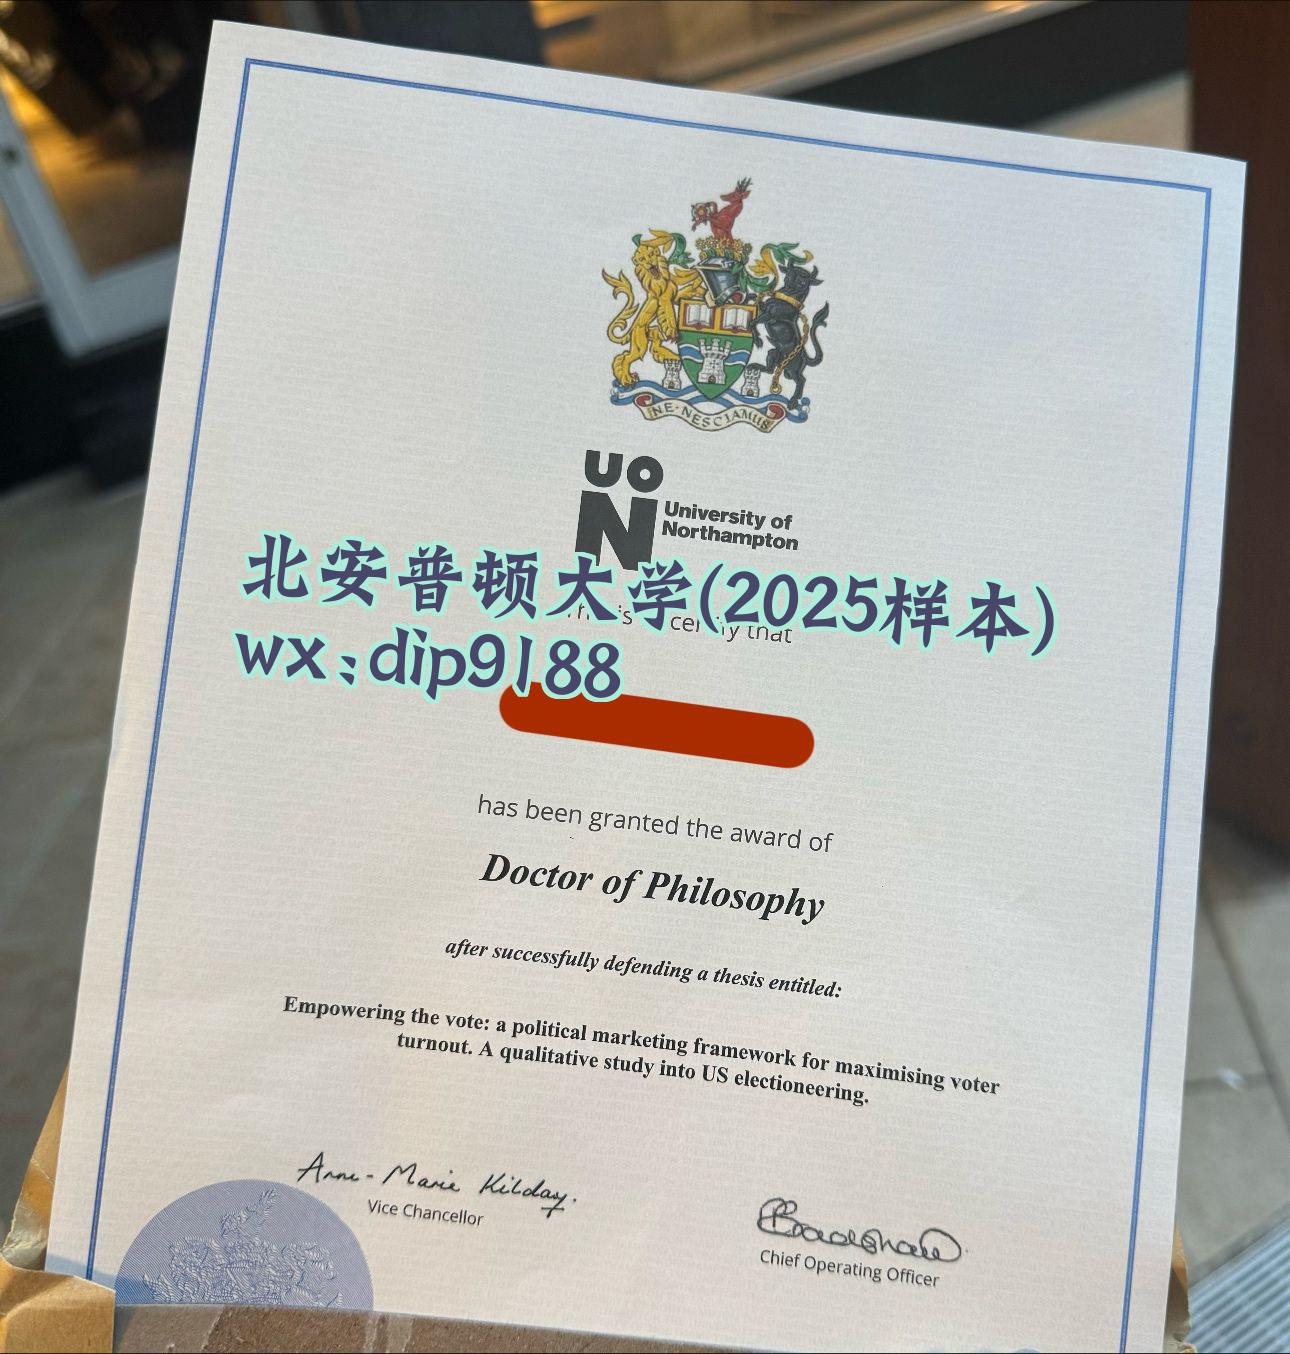 NE·NESCIAMUS
UON
University of
Northampton
北安普顿大学(2025样本)
certify that
wx:dip9188
has been granted the award of
Doctor of Philosophy
after successfully defending a thesis entitled:
Empowering the vote: a political marketing framework for maximising voter
turnout. A qualitative study into US electioneering.
Anne-Marie Kilday.
Vice Chancellor
Chief Operating Officer